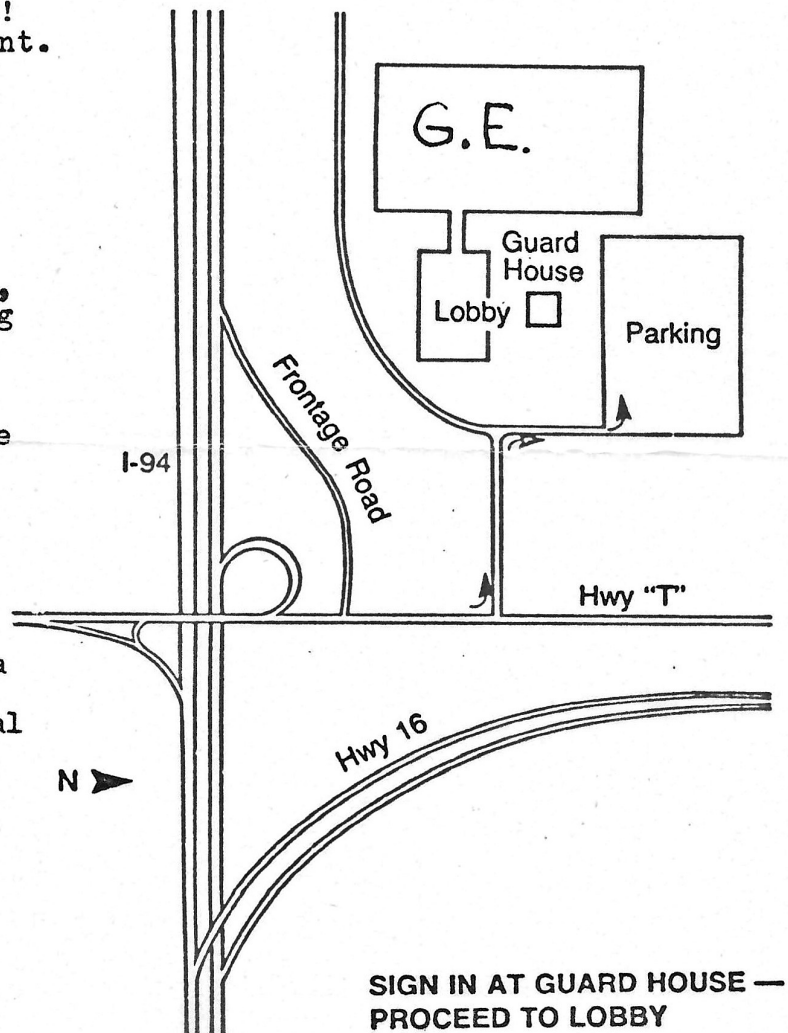 !
nt.
G.E.
Guard
House
,
g
Lobby
Parking
Frontage Road
e
I-94
Hwy "T"
a
al
Hwy 16
N
SIGN IN AT GUARD HOUSE —
PROCEED TO LOBBY